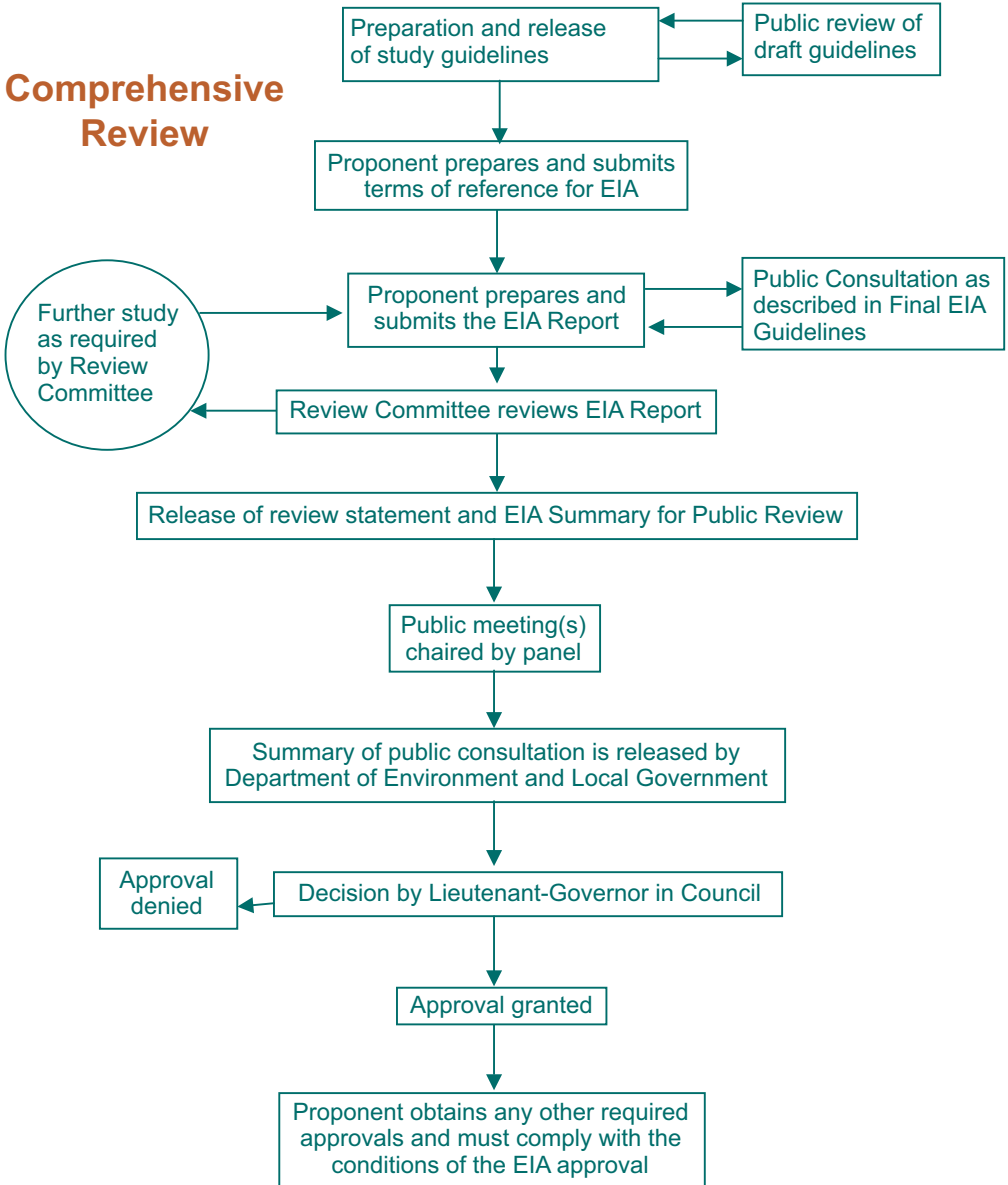 Comprehensive
Review
Preparation and release
of study guidelines
Public review of
draft guidelines
Proponent prepares and submits
terms of reference for EIA
Further study
as required
by Review
Committee
Proponent prepares and
submits the EIA Report
Public Consultation as
described in Final EIA
Guidelines
Review Committee reviews EIA Report
Release of review statement and EIA Summary for Public Review
Public meeting(s)
chaired by panel
Summary of public consultation is released by
Department of Environment and Local Government
Approval
denied
Decision by Lieutenant-Governor in Council
Approval granted
Proponent obtains any other required
approvals and must comply with the
conditions of the EIA approval